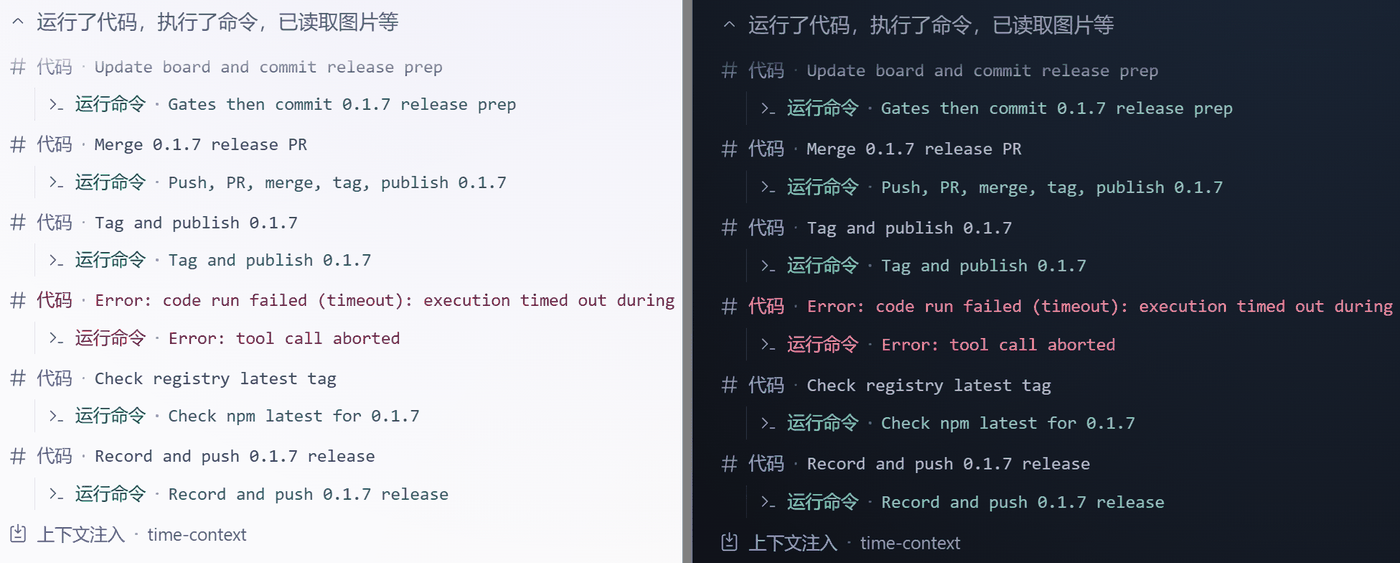 运行了代码，执行了命令，已读取图片等
# 代码 · Update board and commit release prep
>_ 运行命令 · Gates then commit 0.1.7 release prep
# 代码 · Merge 0.1.7 release PR
>_ 运行命令 · Push, PR, merge, tag, publish 0.1.7
# 代码 · Tag and publish 0.1.7
>_ 运行命令 · Tag and publish 0.1.7
# 代码 · Error: code run failed (timeout): execution timed out during
>_ 运行命令 · Error: tool call aborted
# 代码 · Check registry latest tag
>_ 运行命令 · Check npm latest for 0.1.7
# 代码 · Record and push 0.1.7 release
>_ 运行命令 · Record and push 0.1.7 release
上下文注入 · time-context
运行了代码，执行了命令，已读取图片等
# 代码 · Update board and commit release prep
>_ 运行命令 · Gates then commit 0.1.7 release prep
# 代码 · Merge 0.1.7 release PR
>_ 运行命令 · Push, PR, merge, tag, publish 0.1.7
# 代码 · Tag and publish 0.1.7
>_ 运行命令 · Tag and publish 0.1.7
# 代码 · Error: code run failed (timeout): execution timed out during
>_ 运行命令 · Error: tool call aborted
# 代码 · Check registry latest tag
>_ 运行命令 · Check npm latest for 0.1.7
# 代码 · Record and push 0.1.7 release
>_ 运行命令 · Record and push 0.1.7 release
上下文注入 · time-context